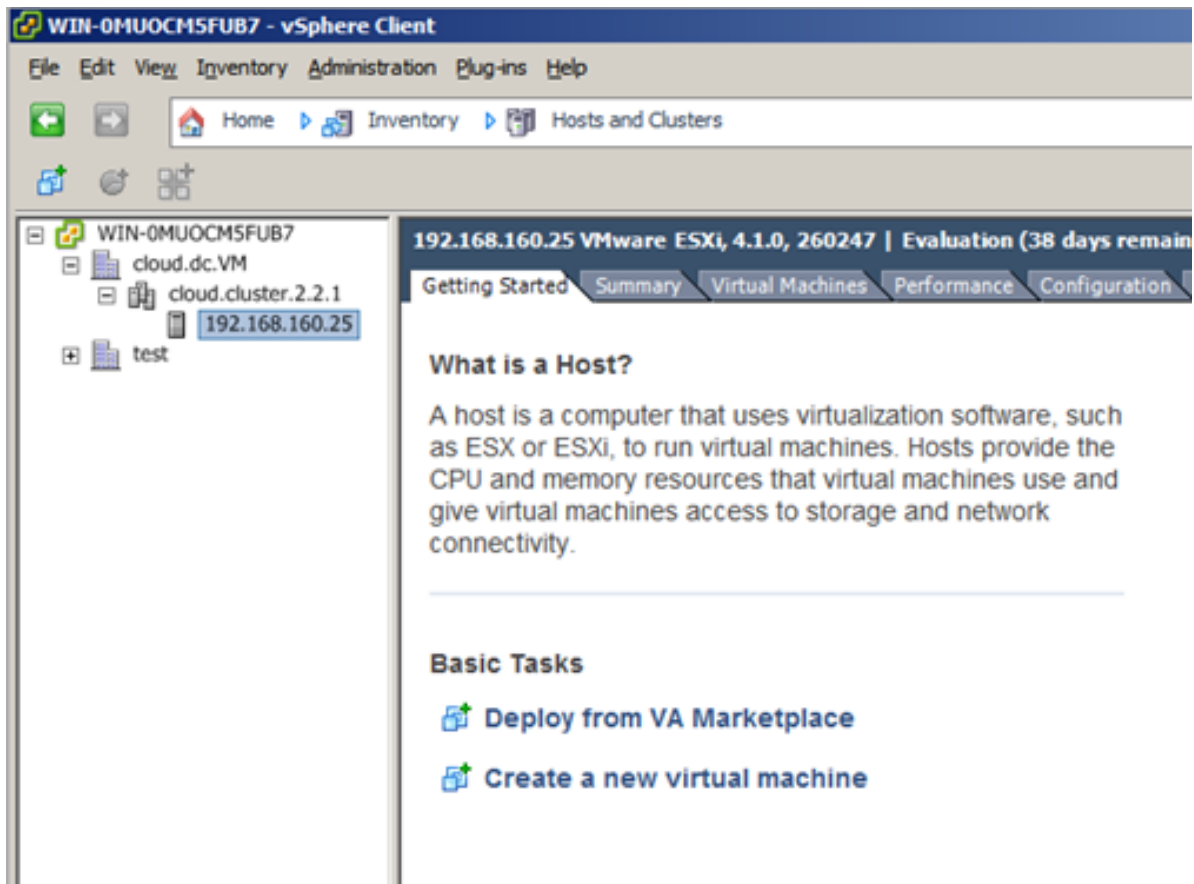 WIN-0MUOCM5FUB7 - vSphere Client
File Edit View Inventory Administration Plug-ins Help
Home Inventory Hosts and Clusters
WIN-0MUOCM5FUB7
cloud.dc.VM
cloud.cluster.2.2.1
192.168.160.25
test
192.168.160.25 VMware ESXi, 4.1.0, 260247 | Evaluation (38 days remain
Getting Started Summary Virtual Machines Performance Configuration
What is a Host?
A host is a computer that uses virtualization software, such
as ESX or ESXi, to run virtual machines. Hosts provide the
CPU and memory resources that virtual machines use and
give virtual machines access to storage and network
connectivity.
Basic Tasks
Deploy from VA Marketplace
Create a new virtual machine